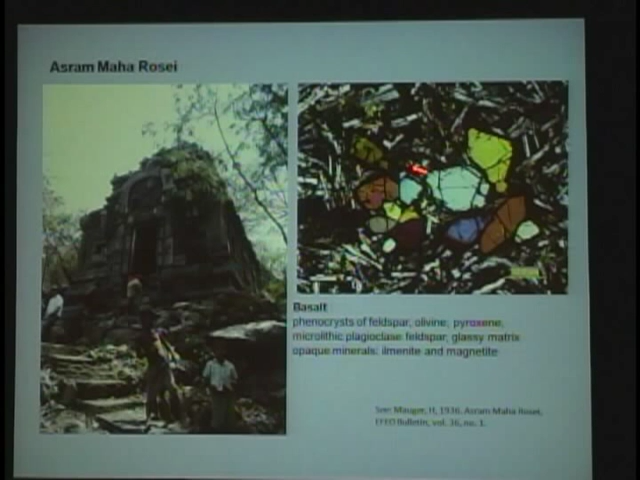 Asram Maha Rosei
Basalt
phenocrysts of feldspar, olivine, pyroxene,
microlithic plagioclase feldspar, glassy matrix
opaque minerals: ilmenite and magnetite
See: Mauger, H, 1936. Asram Maha Rosei,
EFEO Bulletin, vol. 36, no. 1.